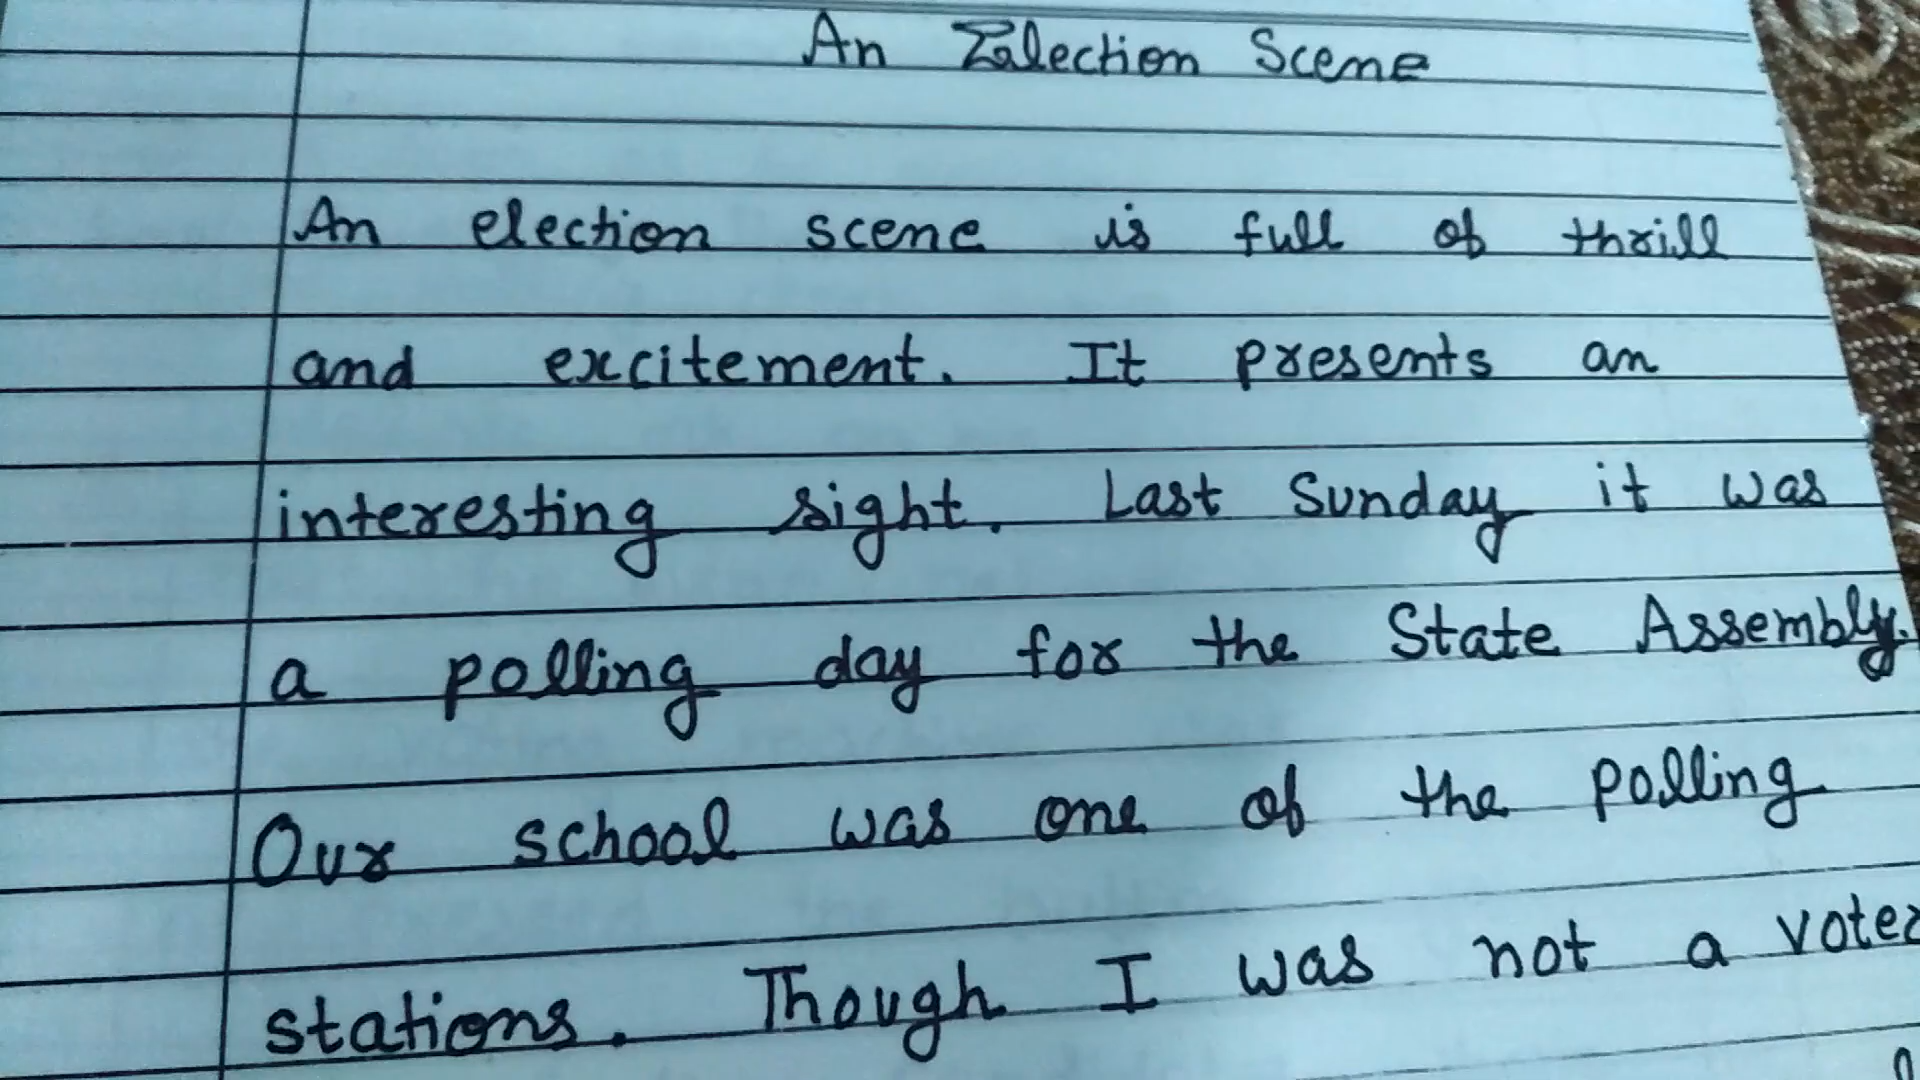 An Election Scene
An election scene is full of thrill
and excitement. It presents an
interesting sight. Last Sunday it was
a polling day for the State Assembly.
Our school was one of the polling
stations. Though I was not a voter